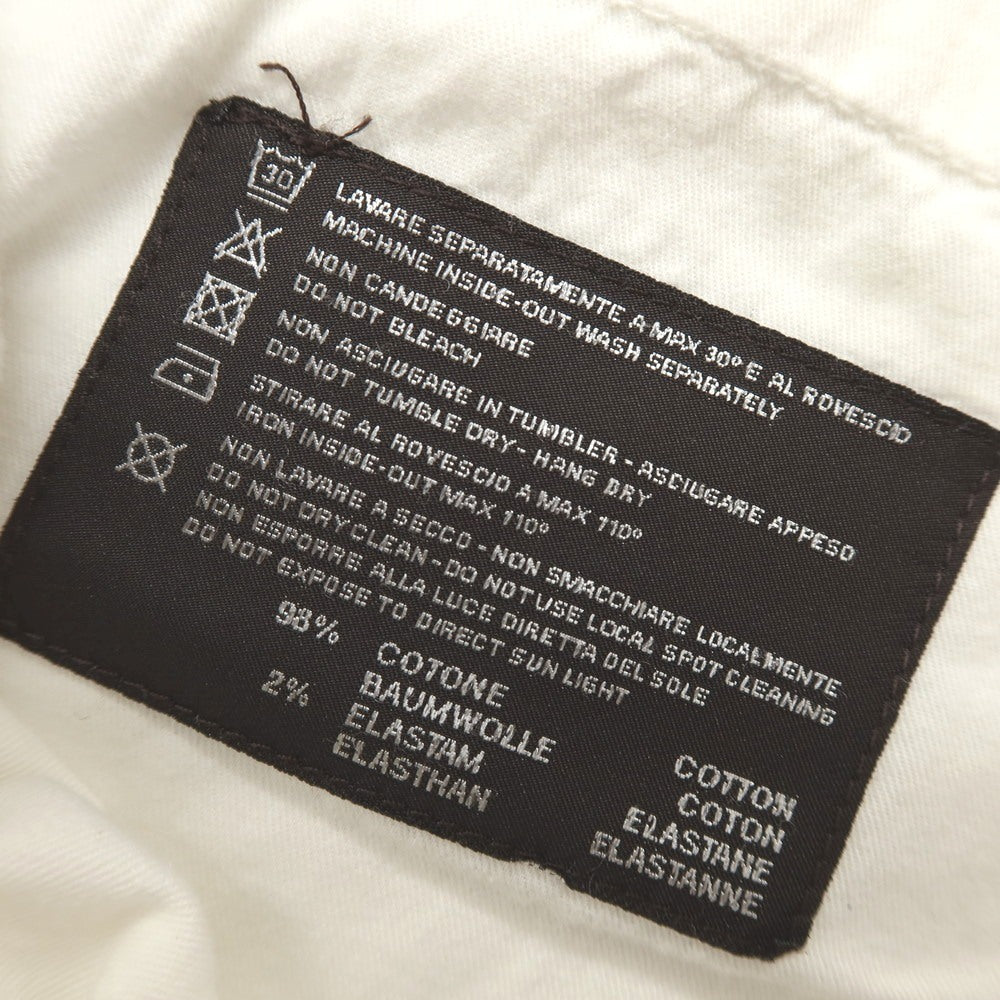 30
LAVARE SEPARATAMENTE A MAX 30° E AL ROVESCIO
MACHINE INSIDE-OUT WASH SEPARATELY
NON CANDEGGIARE
DO NOT BLEACH
NON ASCIUGARE IN TUMBLER - ASCIUGARE APPESO
DO NOT TUMBLE DRY - HANG DRY
STIRARE AL ROVESCIO A MAX 110°
IRON INSIDE-OUT MAX 110°
NON LAVARE A SECCO - NON SMACCHIARE LOCALMENTE
DO NOT DRYCLEAN - DO NOT USE LOCAL SPOT CLEANING
NON ESPORRE ALLA LUCE DIRETTA DEL SOLE
DO NOT EXPOSE TO DIRECT SUN LIGHT
98% COTONE COTTON
BAUMWOLLE COTON
2% ELASTAM ELASTANE
ELASTHAN ELASTANNE